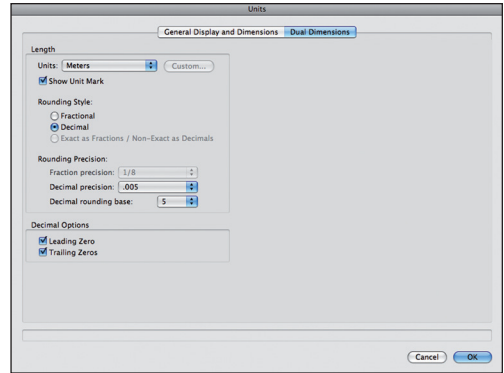 Units
General Display and Dimensions Dual Dimensions
Length
Units: Meters Custom...
Show Unit Mark
Rounding Style:
Fractional
Decimal
Exact as Fractions / Non-Exact as Decimals
Rounding Precision:
Fraction precision: 1/8
Decimal precision: .005
Decimal rounding base: 5
Decimal Options
Leading Zero
Trailing Zeros
Cancel OK